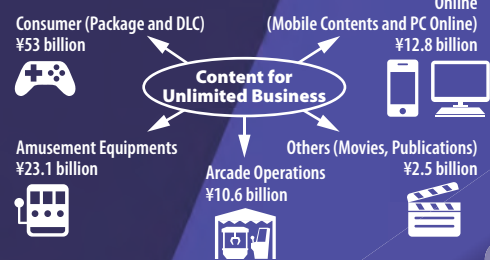 Online
Consumer (Package and DLC)
¥53 billion
(Mobile Contents and PC Online)
¥12.8 billion
Content for
Unlimited Business
Amusement Equipments
¥23.1 billion
Arcade Operations
¥10.6 billion
Others (Movies, Publications)
¥2.5 billion